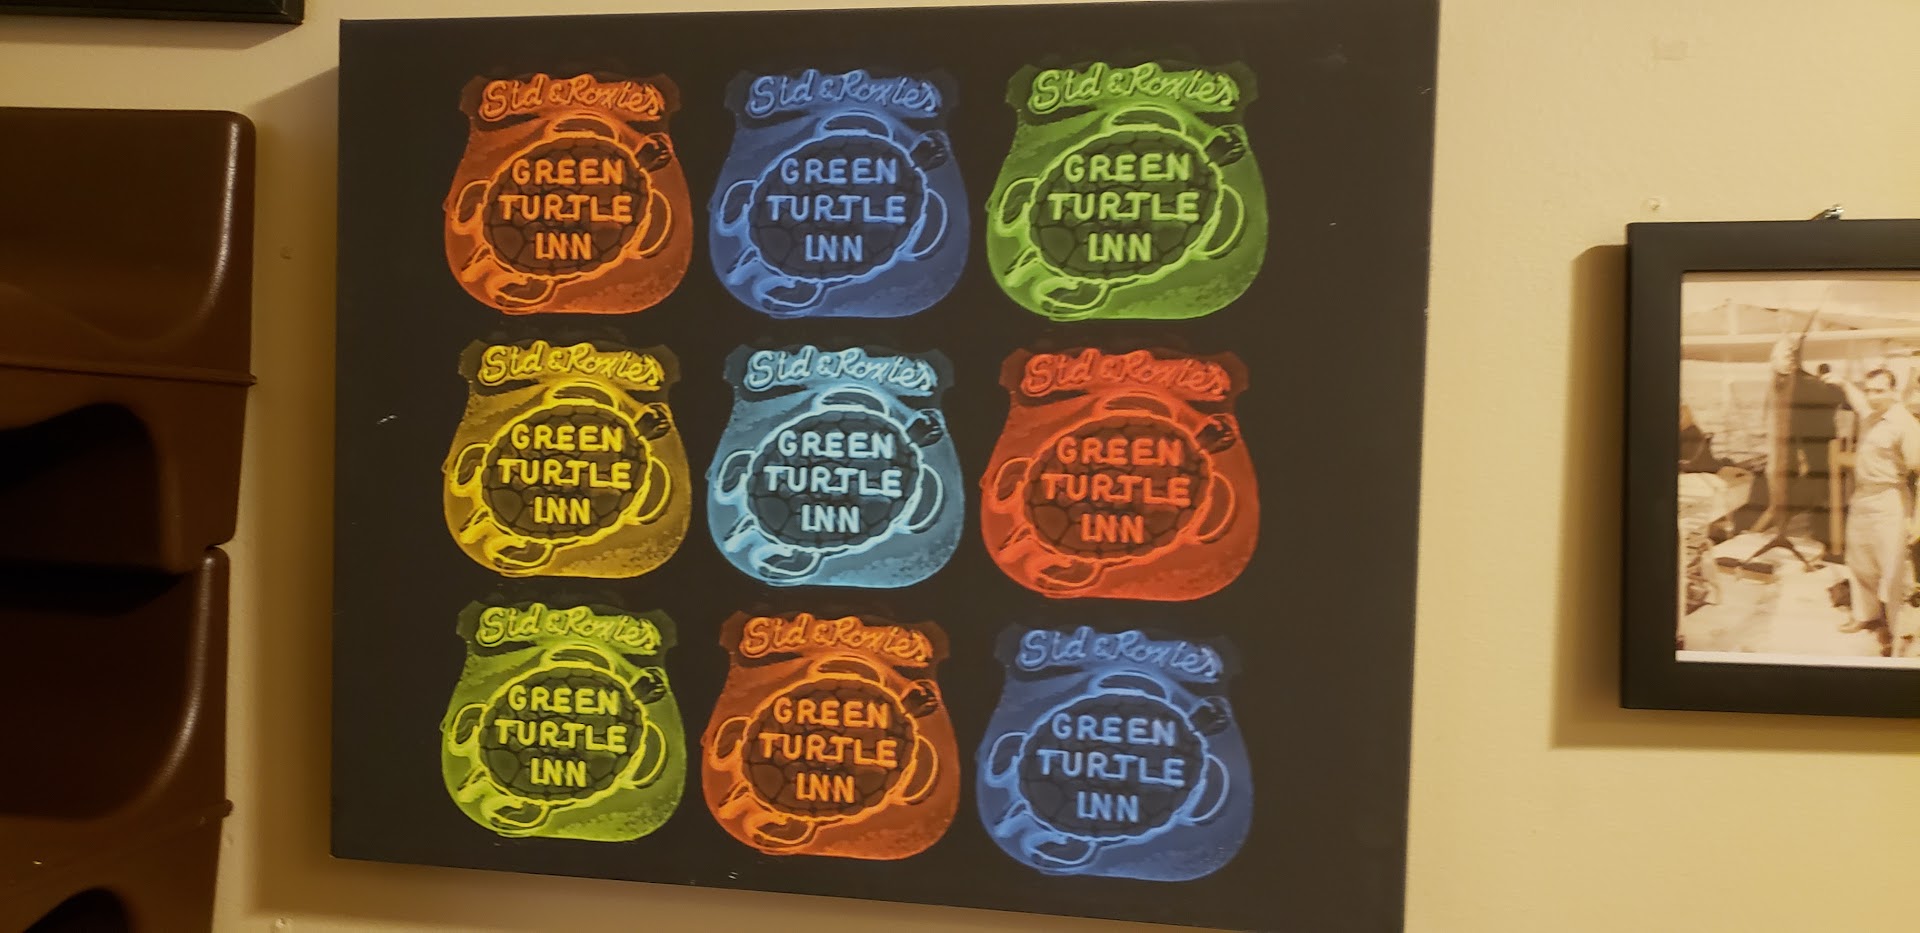 Sid & Roxie's
GREEN
TURTLE
INN
Sid & Roxie's
GREEN
TURTLE
INN
Sid & Roxie's
GREEN
TURTLE
INN
Sid & Roxie's
GREEN
TURTLE
INN
Sid & Roxie's
GREEN
TURTLE
INN
Sid & Roxie's
GREEN
TURTLE
INN
Sid & Roxie's
GREEN
TURTLE
INN
Sid & Roxie's
GREEN
TURTLE
INN
Sid & Roxie's
GREEN
TURTLE
INN